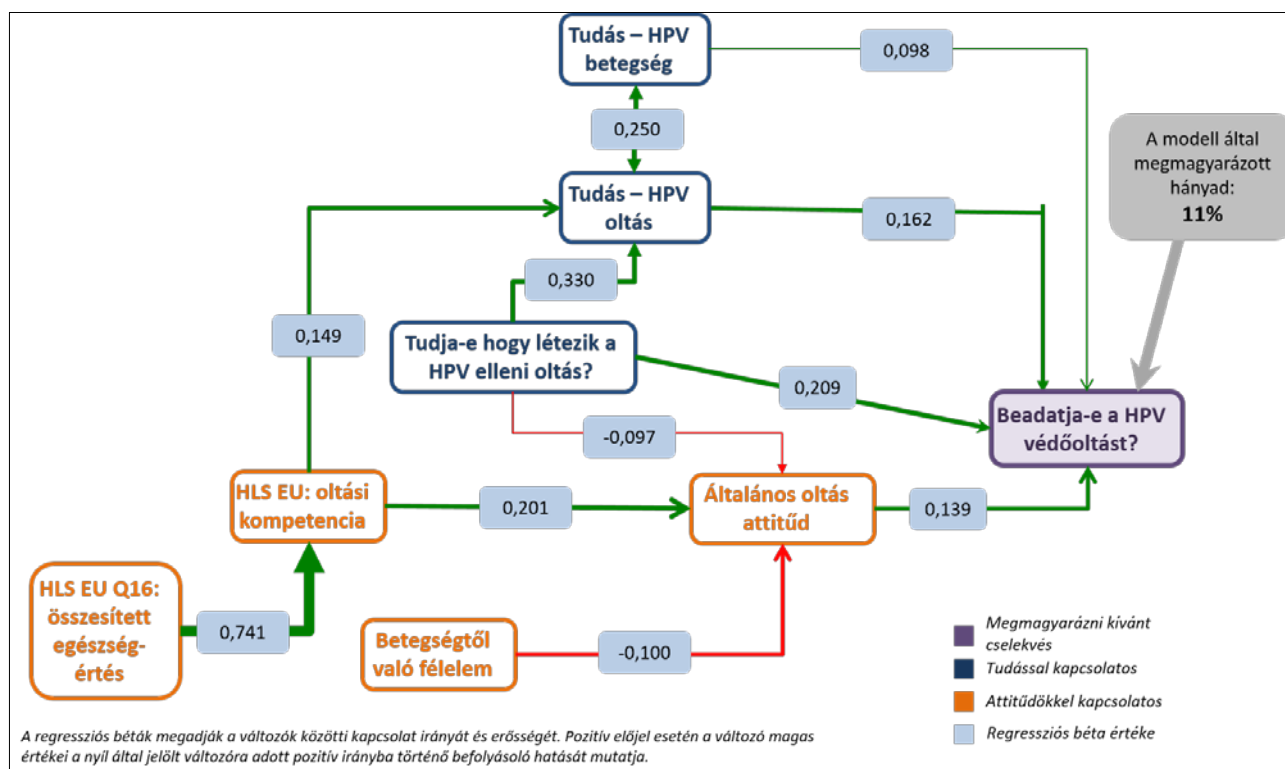 Tudás – HPV
betegség
0,098
0,250
A modell által
megmagyarázott
hányad:
11%
Tudás – HPV
oltás
0,162
0,330
0,149
Tudja-e hogy létezik a
HPV elleni oltás?
0,209
-0,097
Beadatja-e a HPV
védőoltást?
HLS EU: oltási
kompetencia
0,201
Általános oltás
attitűd
0,139
HLS EU Q16:
összesített
egészség-
értés
0,741
Betegségtől
való félelem
-0,100
Megmagyarázni kívánt
cselekvés
Tudással kapcsolatos
Attitűdökkel kapcsolatos
Regressziós béta értéke
A regressziós béták megadják a változók közötti kapcsolat irányát és erősségét. Pozitív előjel esetén a változó magas
értékei a nyíl által jelölt változóra adott pozitív irányba történő befolyásoló hatását mutatja.